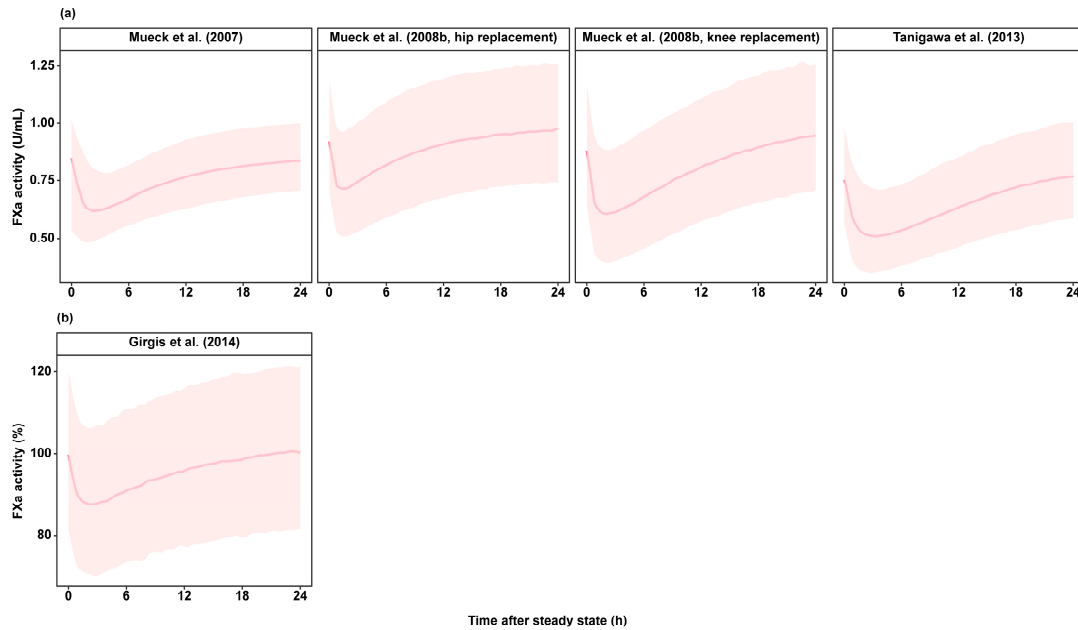 (a)
Mueck et al. (2007)
Mueck et al. (2008b, hip replacement)
Mueck et al. (2008b, knee replacement)
Tanigawa et al. (2013)
FXa activity (U/mL)
1.25
1.00
0.75
0.50
0 6 12 18 24
0 6 12 18 24
0 6 12 18 24
0 6 12 18 24
(b)
Girgis et al. (2014)
FXa activity (%)
120
100
80
0 6 12 18 24
Time after steady state (h)